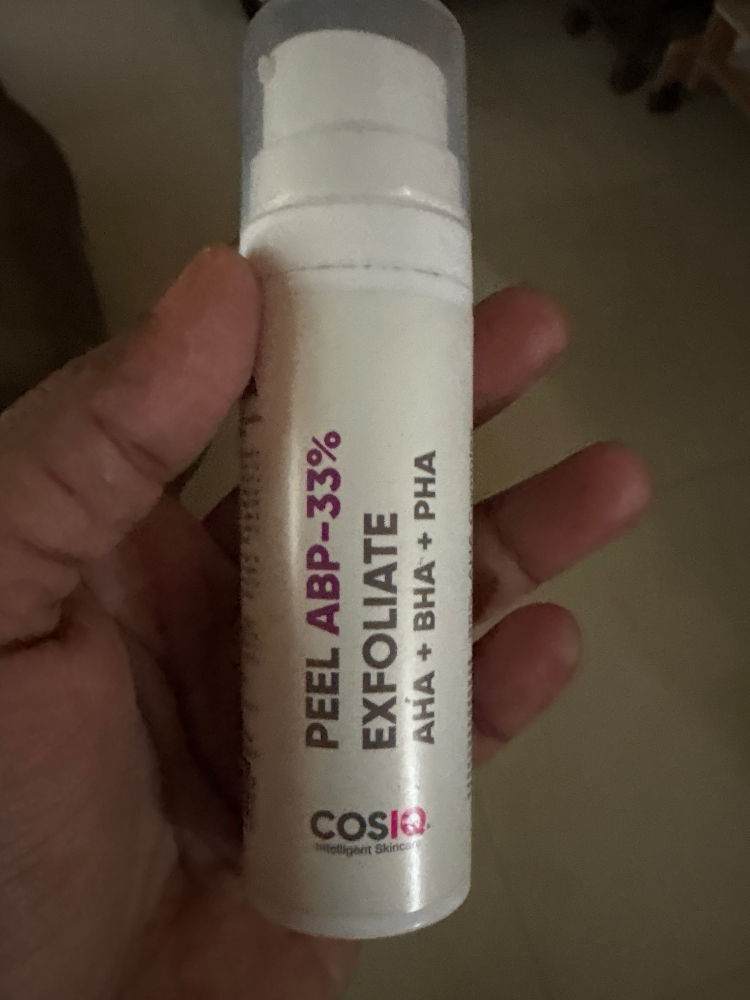 PEEL ABP-33%
EXFOLIATE
AHA + BHA + PHA
COSIQ
Intelligent Skincare